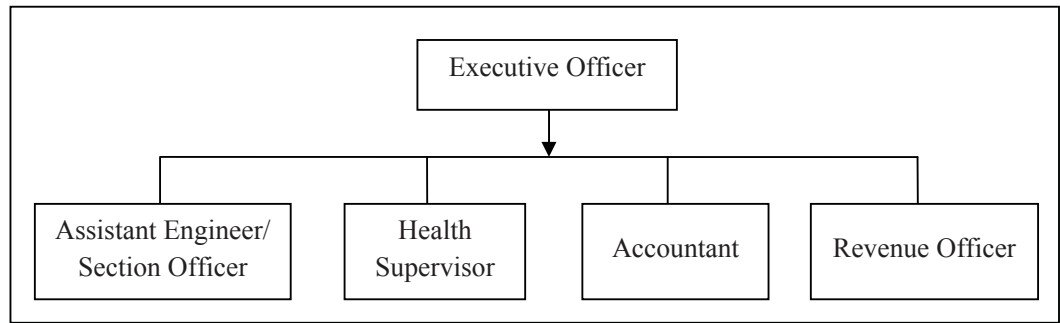 Executive Officer
Assistant Engineer/
Section Officer
Health
Supervisor
Accountant
Revenue Officer